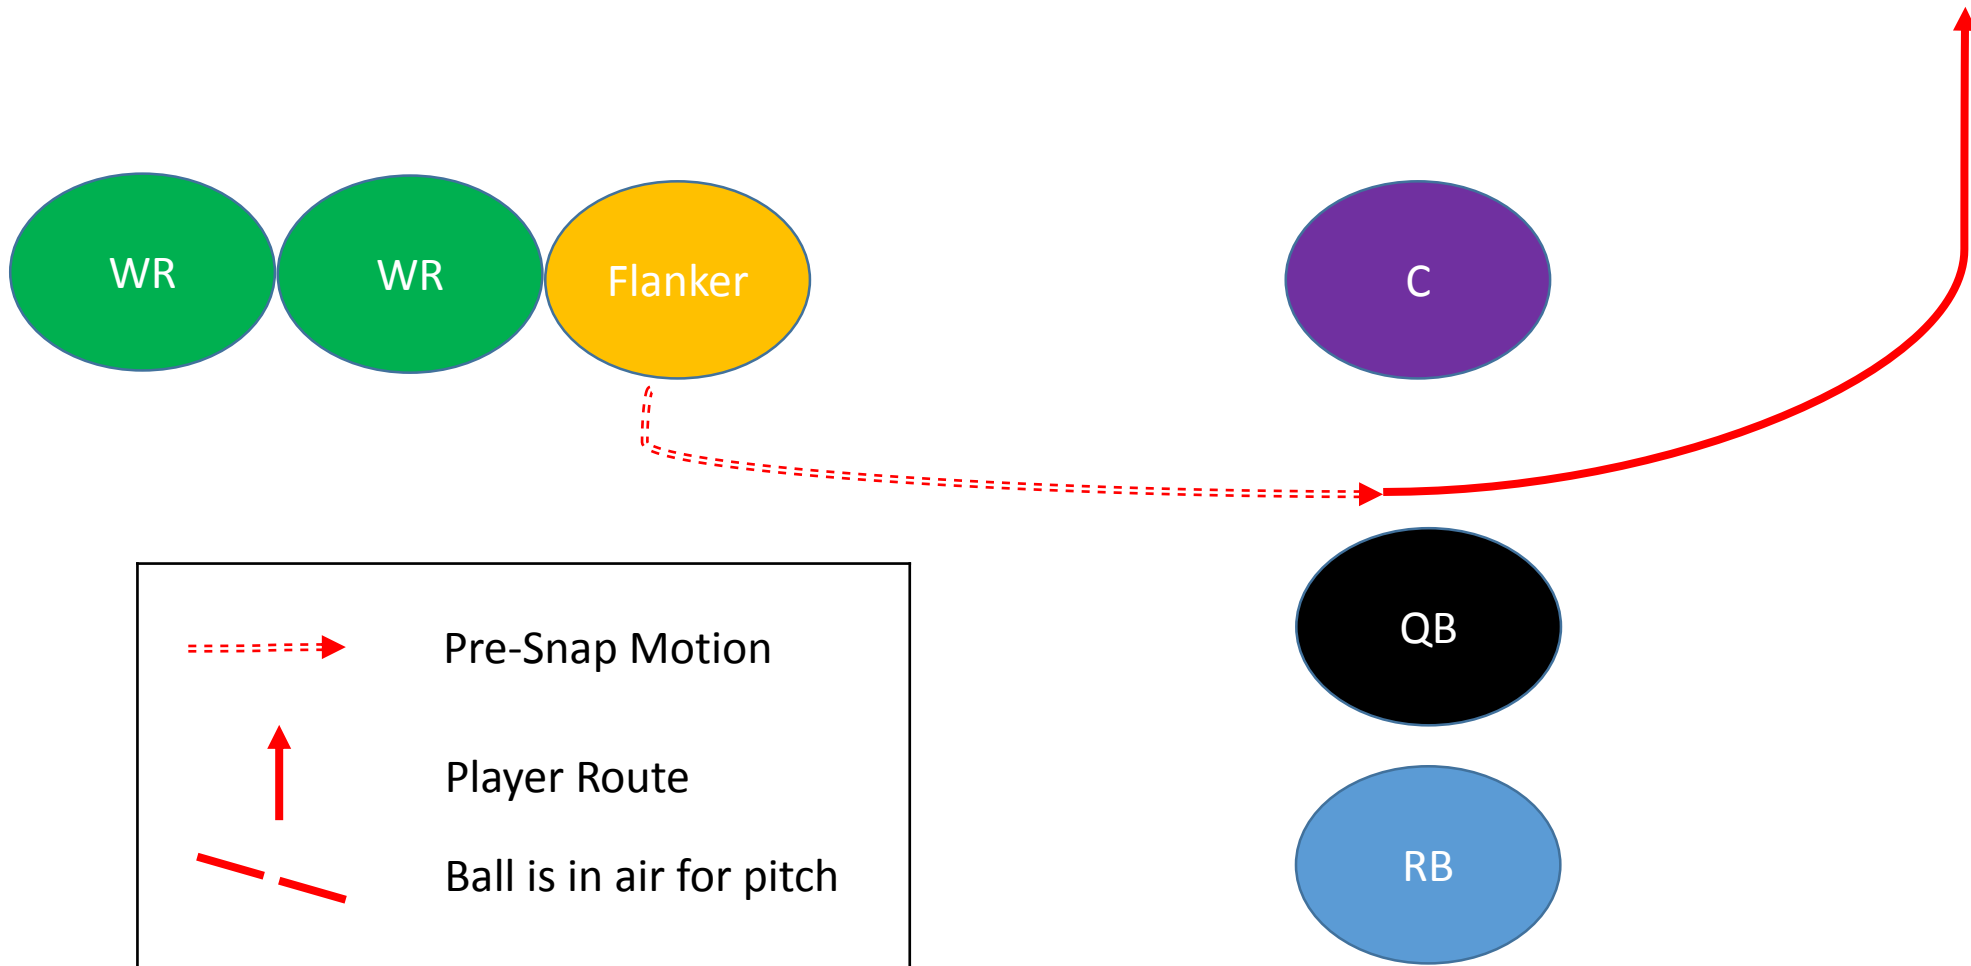 WR
WR
Flanker
C
QB
RB
Pre-Snap Motion
Player Route
Ball is in air for pitch